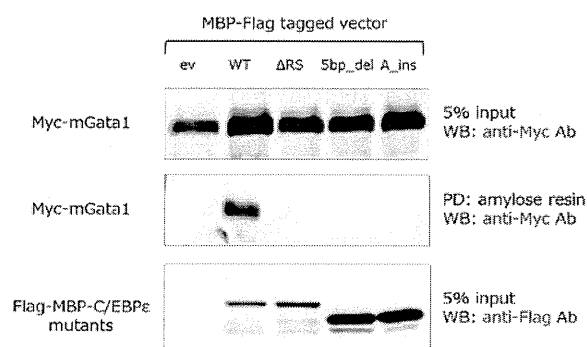 MBP-Flag tagged vector
ev WT ΔRS 5bp_del A_ins
Myc-mGata1
5% input
WB: anti-Myc Ab
Myc-mGata1
PD: amylose resin
WB: anti-Myc Ab
Flag-MBP-C/EBPε
mutants
5% input
WB: anti-Flag Ab